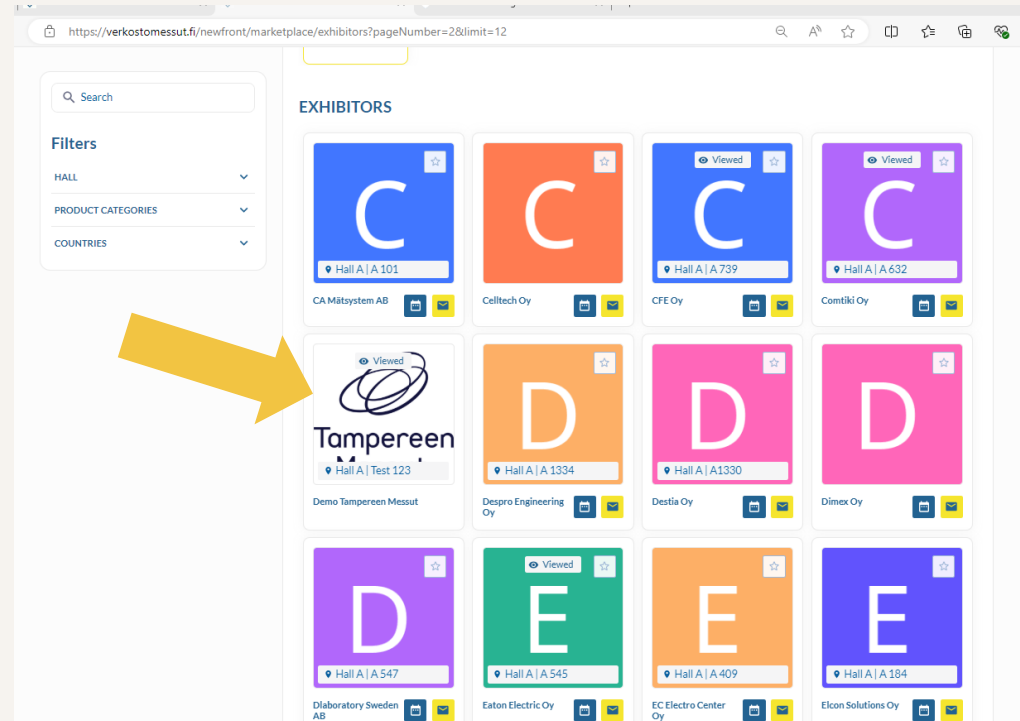 https://verkostomessut.fi/newfront/marketplace/exhibitors?pageNumber=2&limit=12
Search
Filters
HALL
PRODUCT CATEGORIES
COUNTRIES
EXHIBITORS
C
Hall A | A 101
CA Mätsystem AB
C
Celltech Oy
Viewed
C
Hall A | A 739
CFE Oy
Viewed
C
Hall A | A 632
Comtiki Oy
Viewed
Tampereen
Hall A | Test 123
Demo Tampereen Messut
D
Hall A | A 1334
Despro Engineering
Oy
D
Hall A | A1330
Destia Oy
D
Dimex Oy
D
Hall A | A 547
Dlaboratory Sweden
AB
Viewed
E
Hall A | A 545
Eaton Electric Oy
E
Hall A | A 409
EC Electro Center
Oy
E
Hall A | A 184
Elcon Solutions Oy